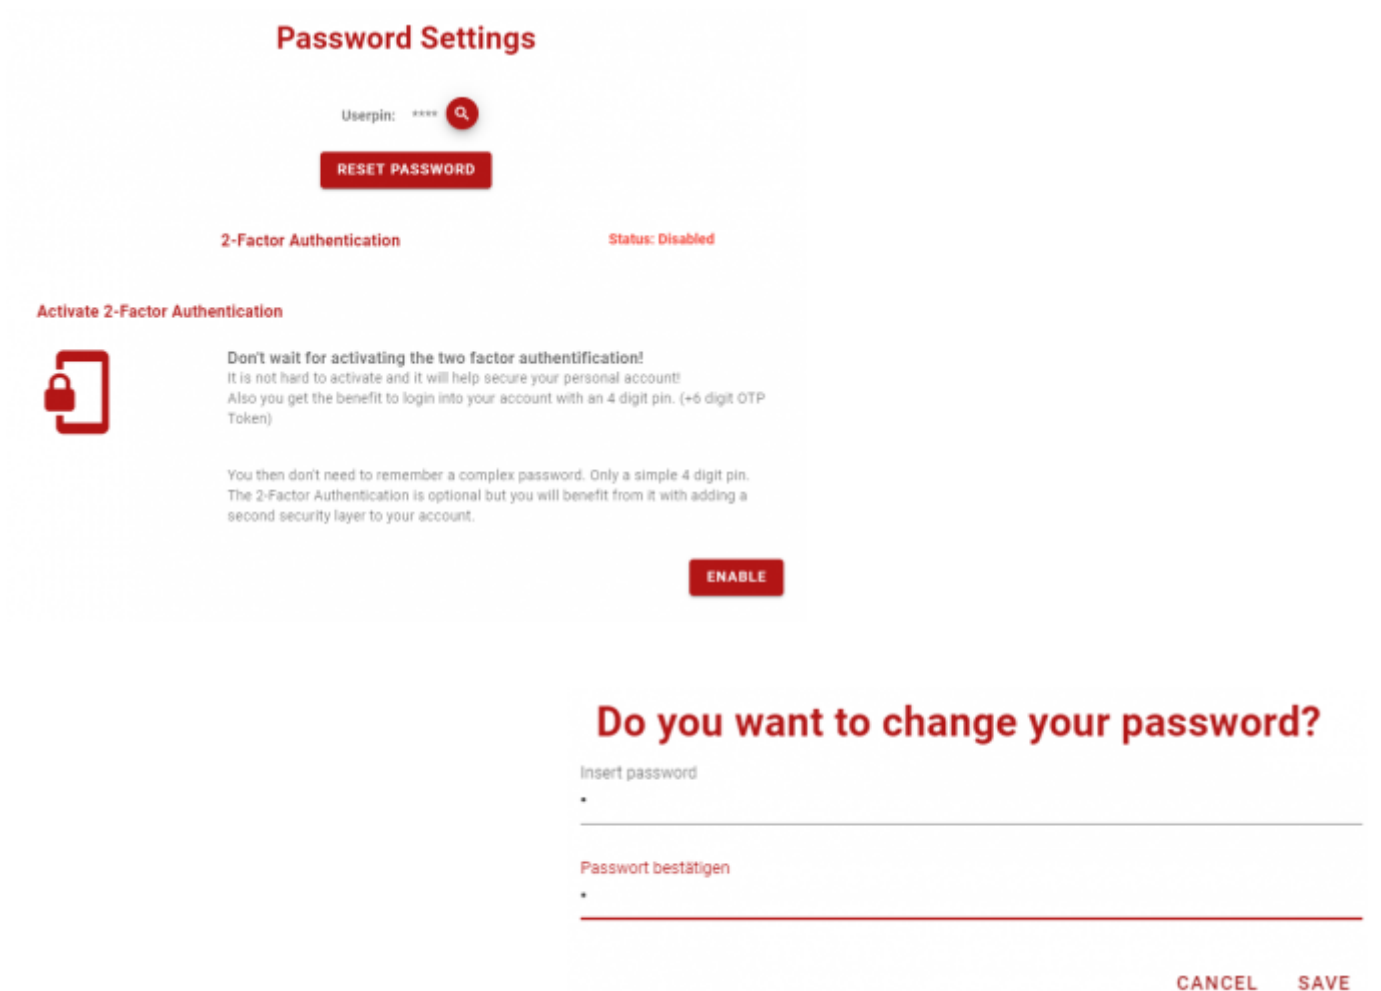 Password Settings
Userpin: ****
RESET PASSWORD
2-Factor Authentication Status: Disabled
Activate 2-Factor Authentication
Don't wait for activating the two factor authentification!
It is not hard to activate and it will help secure your personal account!
Also you get the benefit to login into your account with an 4 digit pin. (+6 digit OTP
Token)
You then don't need to remember a complex password. Only a simple 4 digit pin.
The 2-Factor Authentication is optional but you will benefit from it with adding a
second security layer to your account.
ENABLE
Do you want to change your password?
Insert password
•
Passwort bestätigen
•
CANCEL SAVE